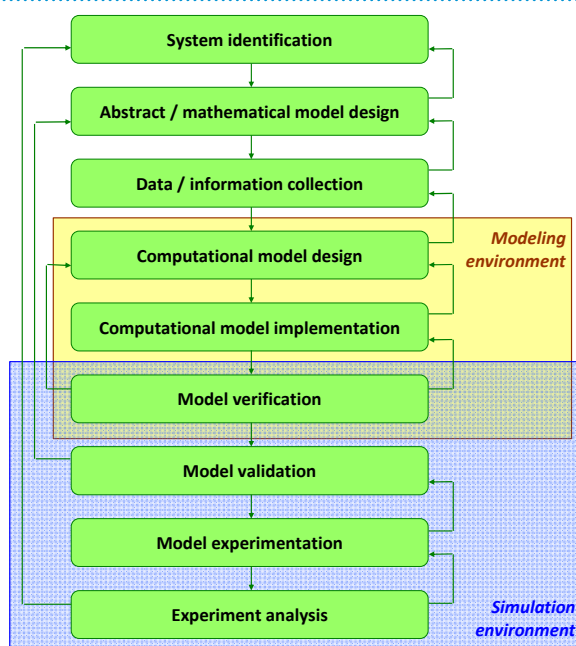 System identification
Abstract / mathematical model design
Data / information collection
Modeling
environment
Computational model design
Computational model implementation
Model verification
Model validation
Model experimentation
Experiment analysis
Simulation
environment